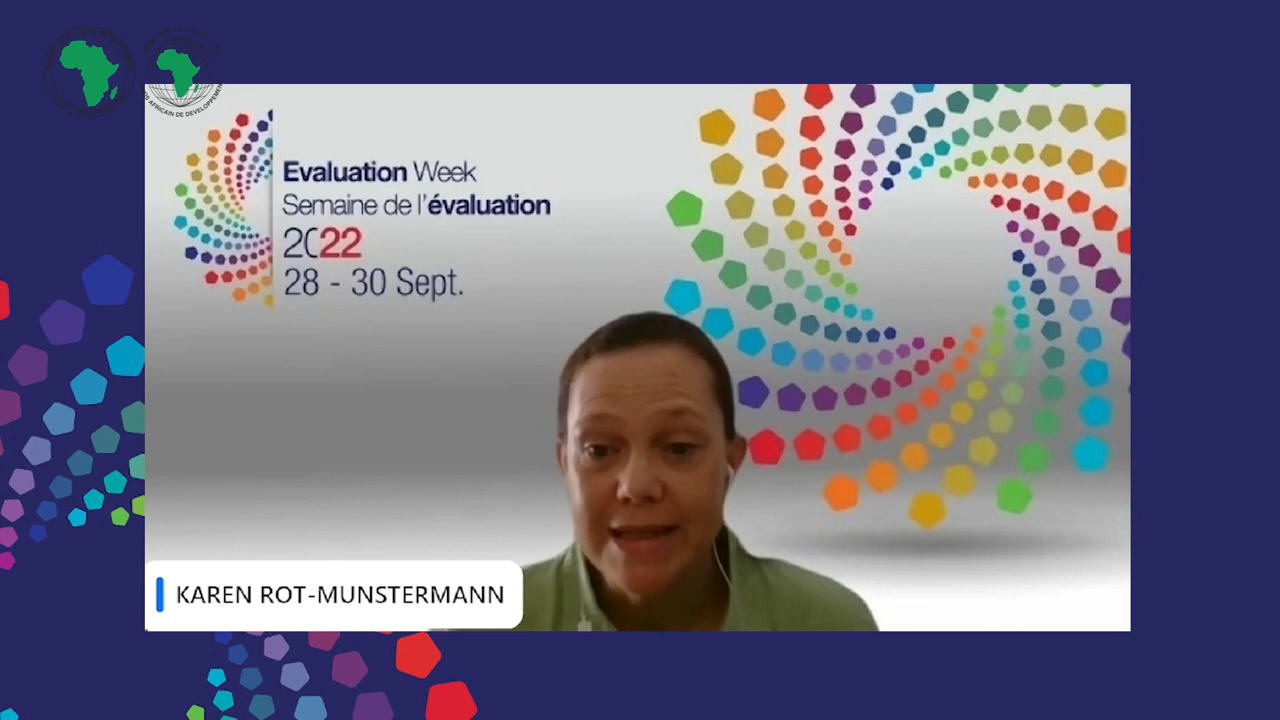 Evaluation Week
Semaine de l'évaluation
2022
28 - 30 Sept.
KAREN ROT-MUNSTERMANN